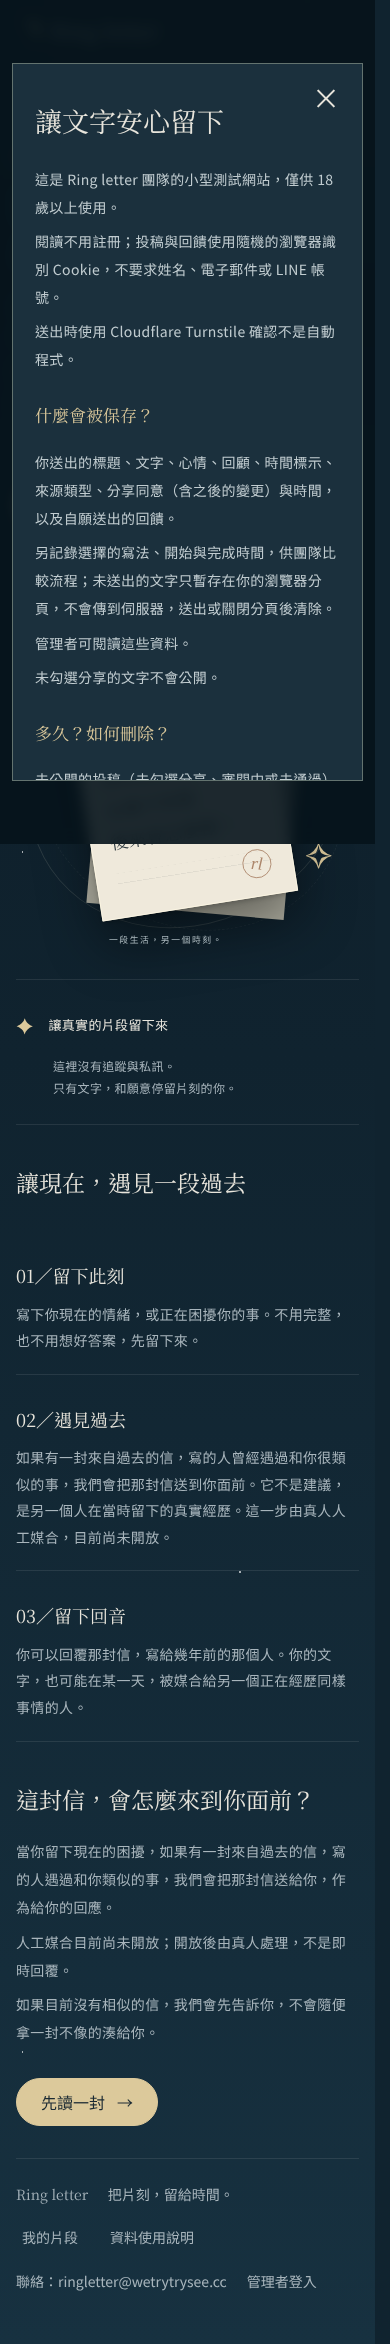 讓文字安心留下
這是 Ring letter 團隊的小型測試網站，僅供 18
歲以上使用。
閱讀不用註冊；投稿與回饋使用隨機的瀏覽器識
別 Cookie，不要求姓名、電子郵件或 LINE 帳
號。
送出時使用 Cloudflare Turnstile 確認不是自動
程式。
什麼會被保存？
你送出的標題、文字、心情、回顧、時間標示、
來源類型、分享同意（含之後的變更）與時間，
以及自願送出的回饋。
另記錄選擇的寫法、開始與完成時間，供團隊比
較流程；未送出的文字只暫存在你的瀏覽器分
頁，不會傳到伺服器，送出或關閉分頁後清除。
管理者可閱讀這些資料。
未勾選分享的文字不會公開。
多久？如何刪除？
未公開的投稿（未勾選分享、審閱中或未通過）
rl
一段生活，另一個時刻。
讓真實的片段留下來
這裡沒有追蹤與私訊。
只有文字，和願意停留片刻的你。
讓現在，遇見一段過去
01／留下此刻
寫下你現在的情緒，或正在困擾你的事。不用完整，
也不用想好答案，先留下來。
02／遇見過去
如果有一封來自過去的信，寫的人曾經遇過和你很類
似的事，我們會把那封信送到你面前。它不是建議，
是另一個人在當時留下的真實經歷。這一步由真人人
工媒合，目前尚未開放。
03／留下回音
你可以回覆那封信，寫給幾年前的那個人。你的文
字，也可能在某一天，被媒合給另一個正在經歷同樣
事情的人。
這封信，會怎麼來到你面前？
當你留下現在的困擾，如果有一封來自過去的信，寫
的人遇過和你類似的事，我們會把那封信送給你，作
為給你的回應。
人工媒合目前尚未開放；開放後由真人處理，不是即
時回覆。
如果目前沒有相似的信，我們會先告訴你，不會隨便
拿一封不像的湊給你。
先讀一封 →
Ring letter 把片刻，留給時間。
我的片段 資料使用說明
聯絡：ringletter@wetrytrysee.cc 管理者登入